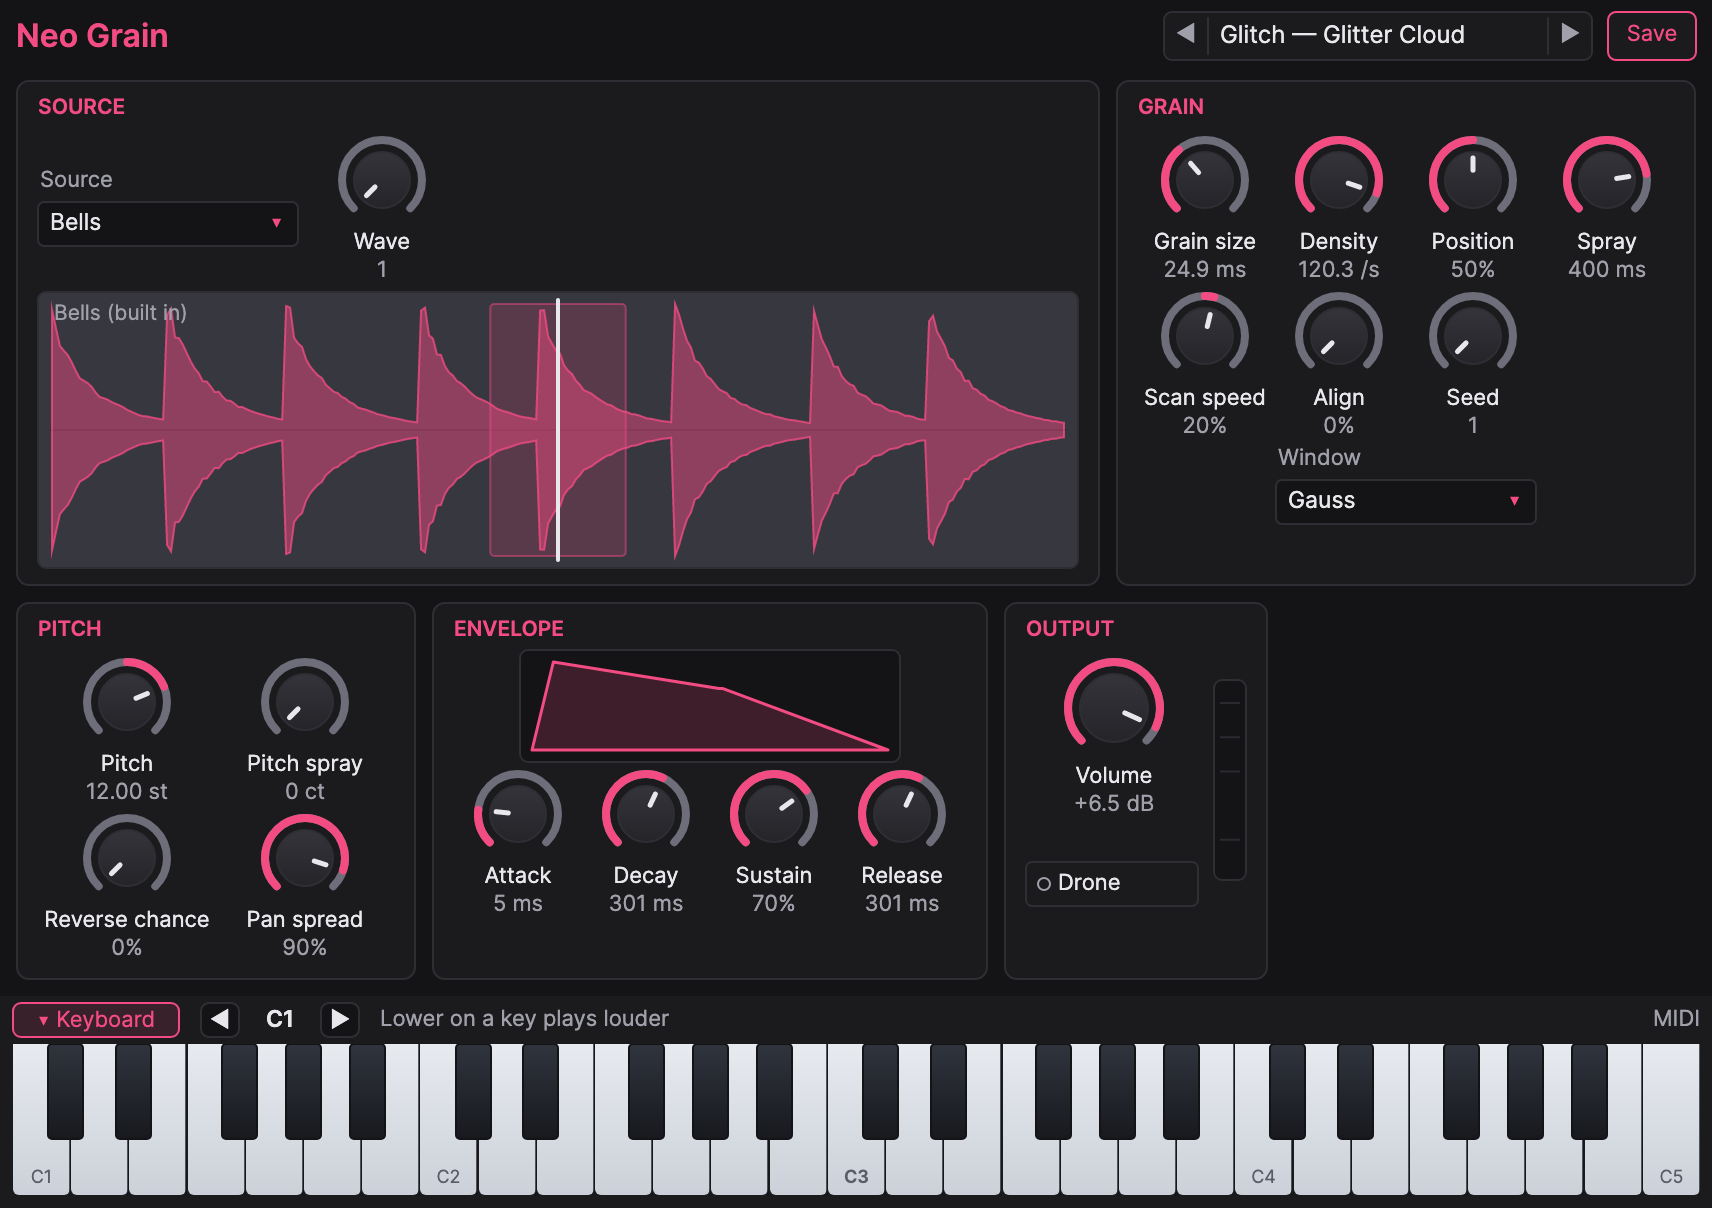 Neo Grain
Glitch — Glitter Cloud
Save
SOURCE
Source
Bells
Wave
1
Bells (built in)
GRAIN
Grain size
24.9 ms
Density
120.3 /s
Position
50%
Spray
400 ms
Scan speed
20%
Align
0%
Seed
1
Window
Gauss
PITCH
Pitch
12.00 st
Pitch spray
0 ct
Reverse chance
0%
Pan spread
90%
ENVELOPE
Attack
5 ms
Decay
301 ms
Sustain
70%
Release
301 ms
OUTPUT
Volume
+6.5 dB
Drone
Keyboard
C1
Lower on a key plays louder
MIDI
C1
C2
C3
C4
C5